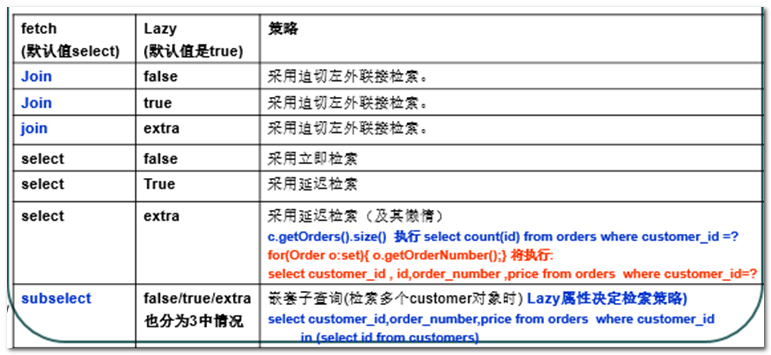 fetch
(默认值select)
Lazy
(默认值是true)
策略
Join
false
采用迫切左外联接检索。
Join
true
采用迫切左外联接检索。
join
extra
采用迫切左外联接检索。
select
false
采用立即检索
select
True
采用延迟检索
select
extra
采用延迟检索（及其懒惰）
c.getOrders().size() 执行 select count(id) from orders where customer_id =?
for(Order o:set){ o.getOrderNumber();} 将执行:
select customer_id , id,order_number ,price from orders where customer_id=?
subselect
false/true/extra
也分为3中情况
嵌套子查询(检索多个customer对象时) Lazy属性决定检索策略)
select customer_id,order_number,price from orders where customer_id
in (select id from customers)